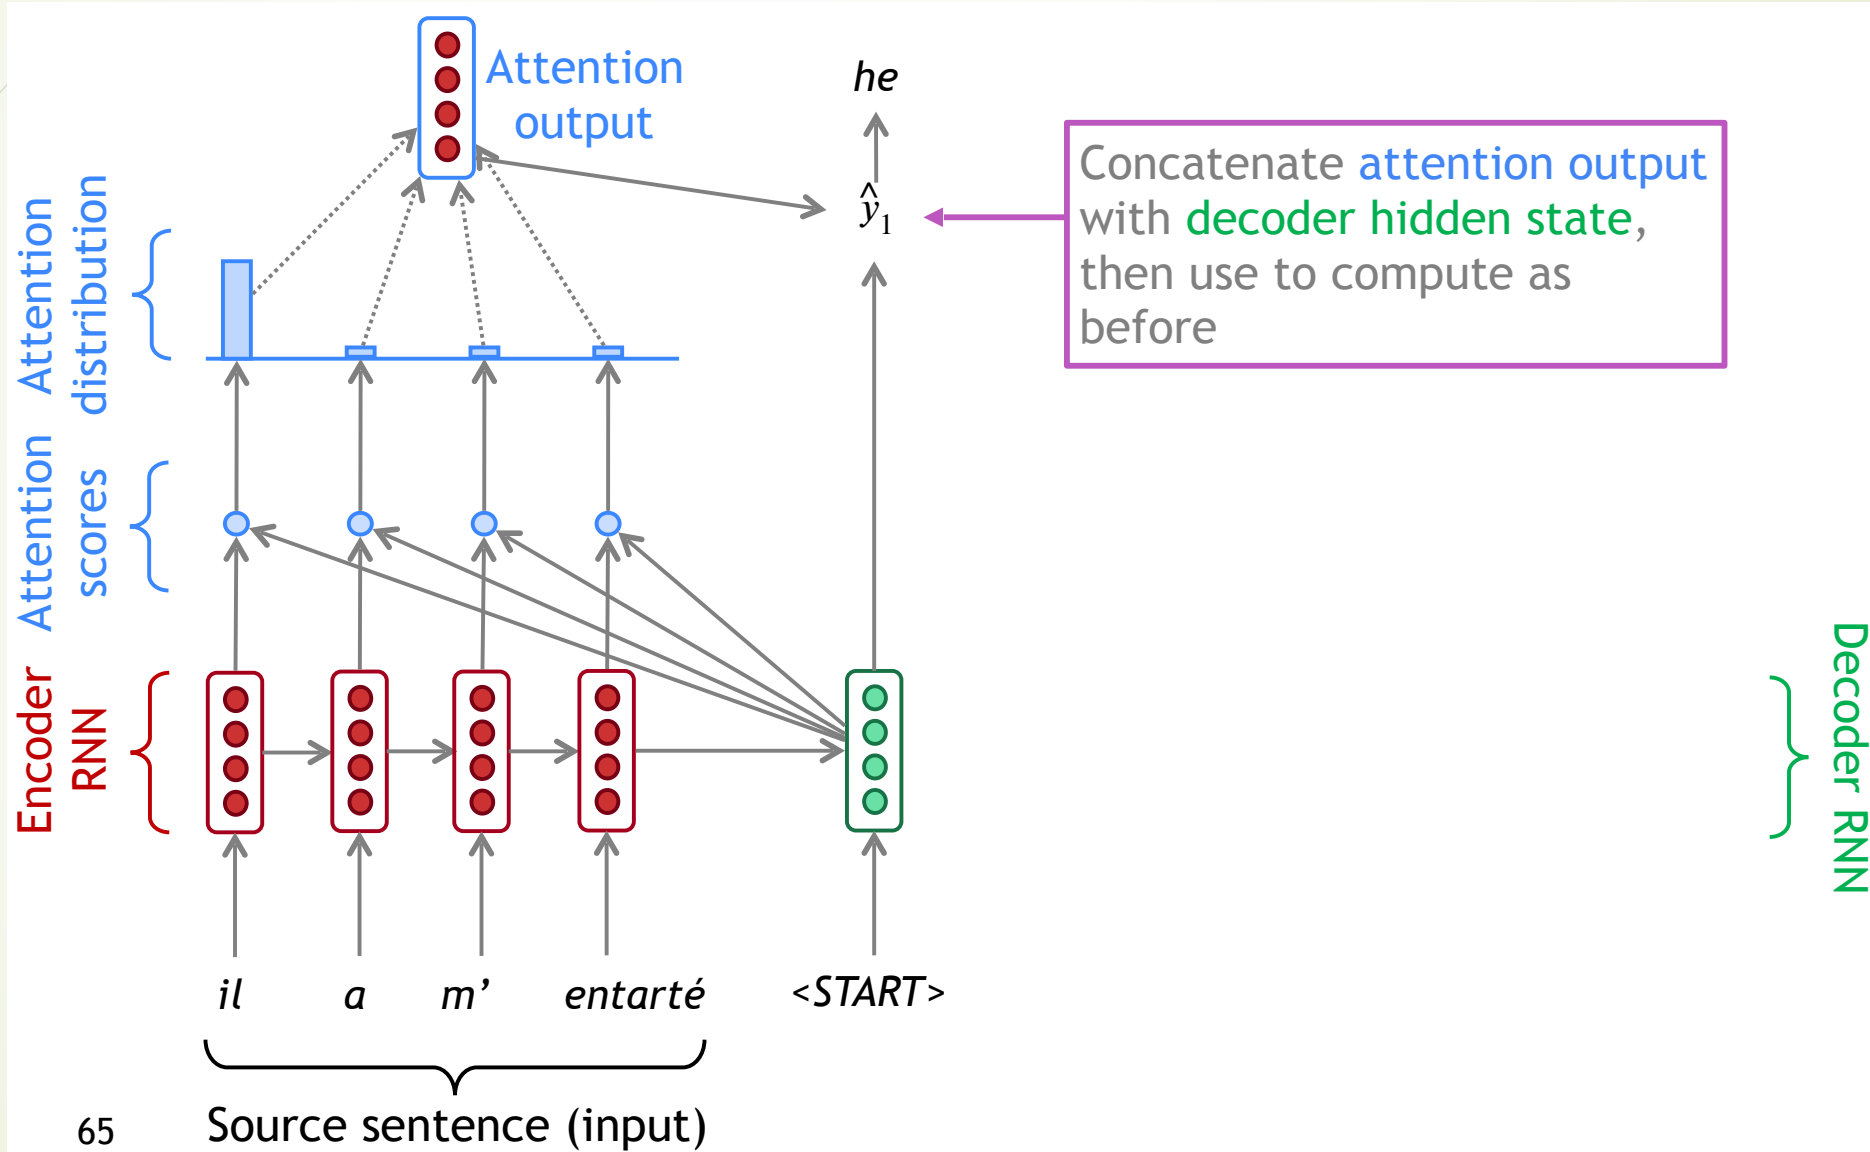 Attention
output
he
ŷ1
Concatenate attention output
with decoder hidden state,
then use to compute as
before
Attention
distribution
Attention
scores
Encoder
RNN
Decoder RNN
il a m’ entarté <START>
Source sentence (input)
65